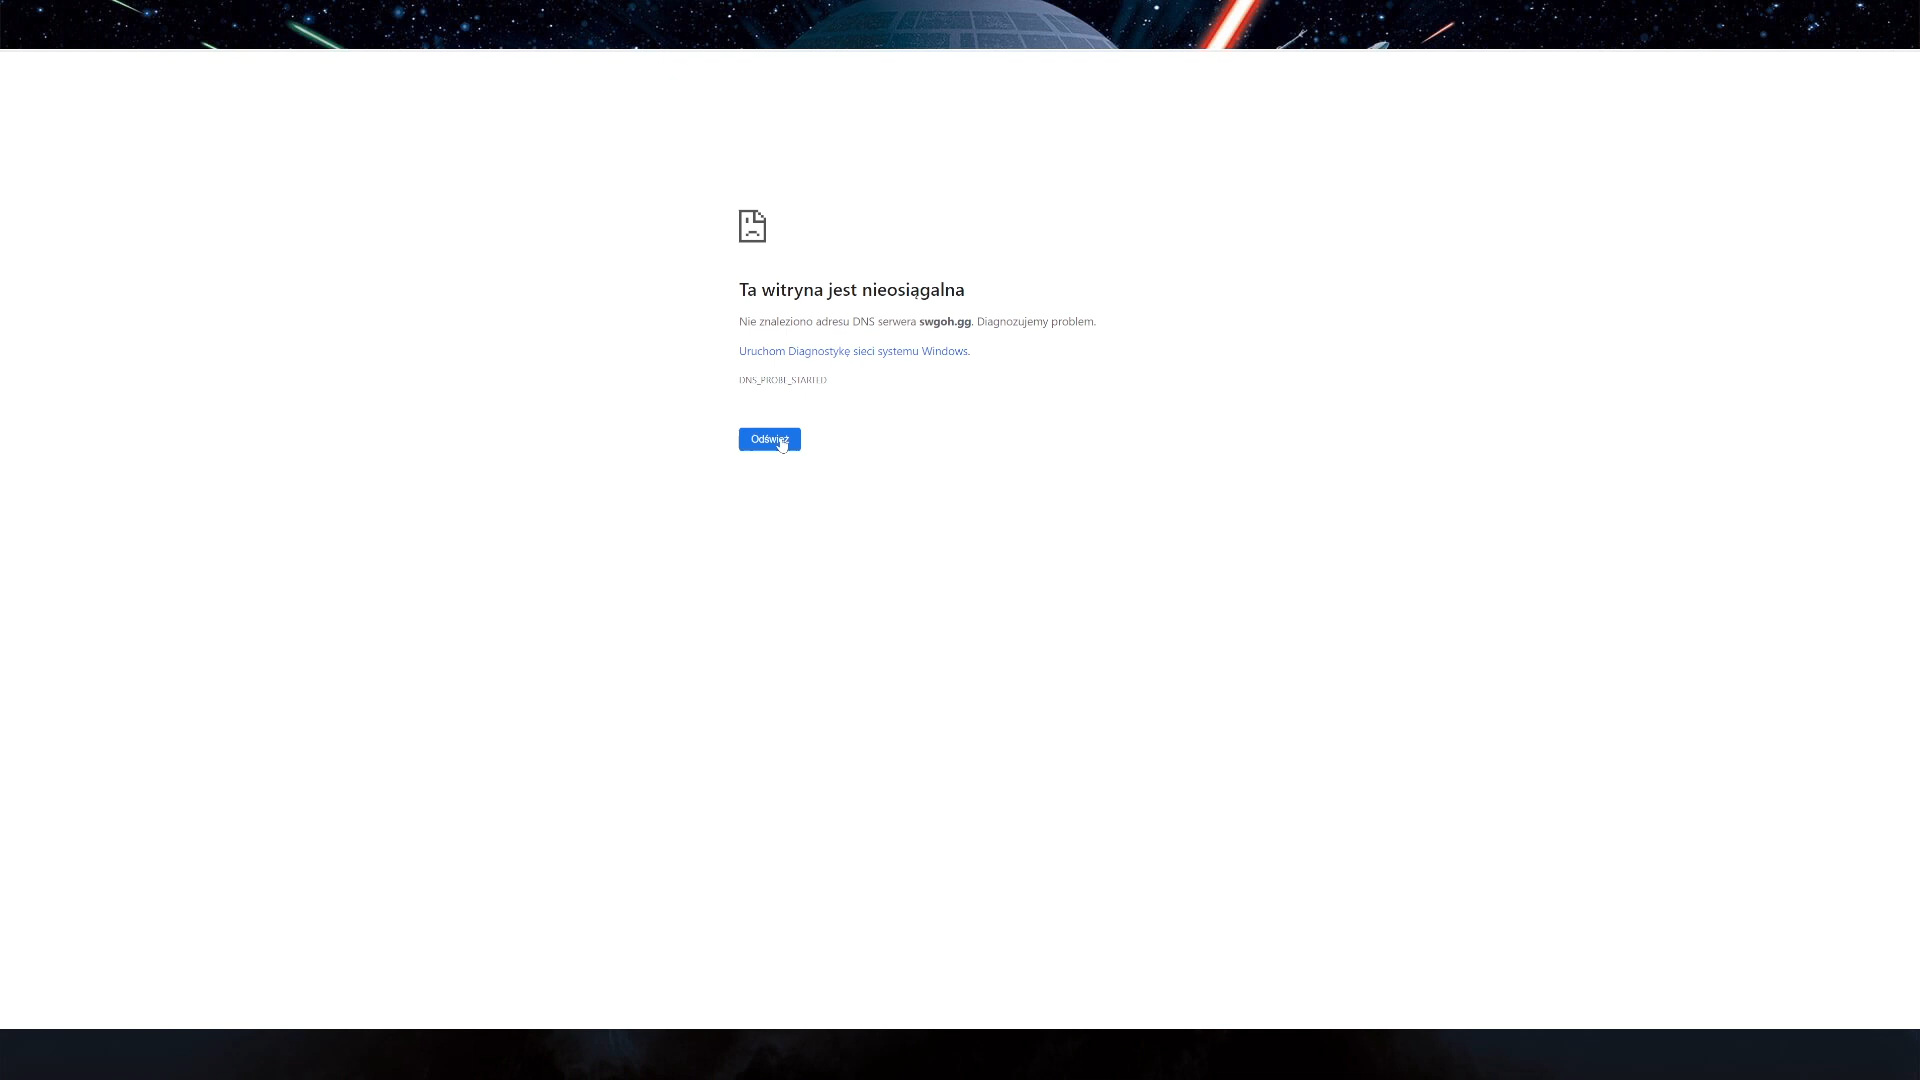 Ta witryna jest nieosiągalna
Nie znaleziono adresu DNS serwera swgoh.gg. Diagnozujemy problem.
Uruchom Diagnostykę sieci systemu Windows.
DNS_PROBE_STARTED
Odśwież